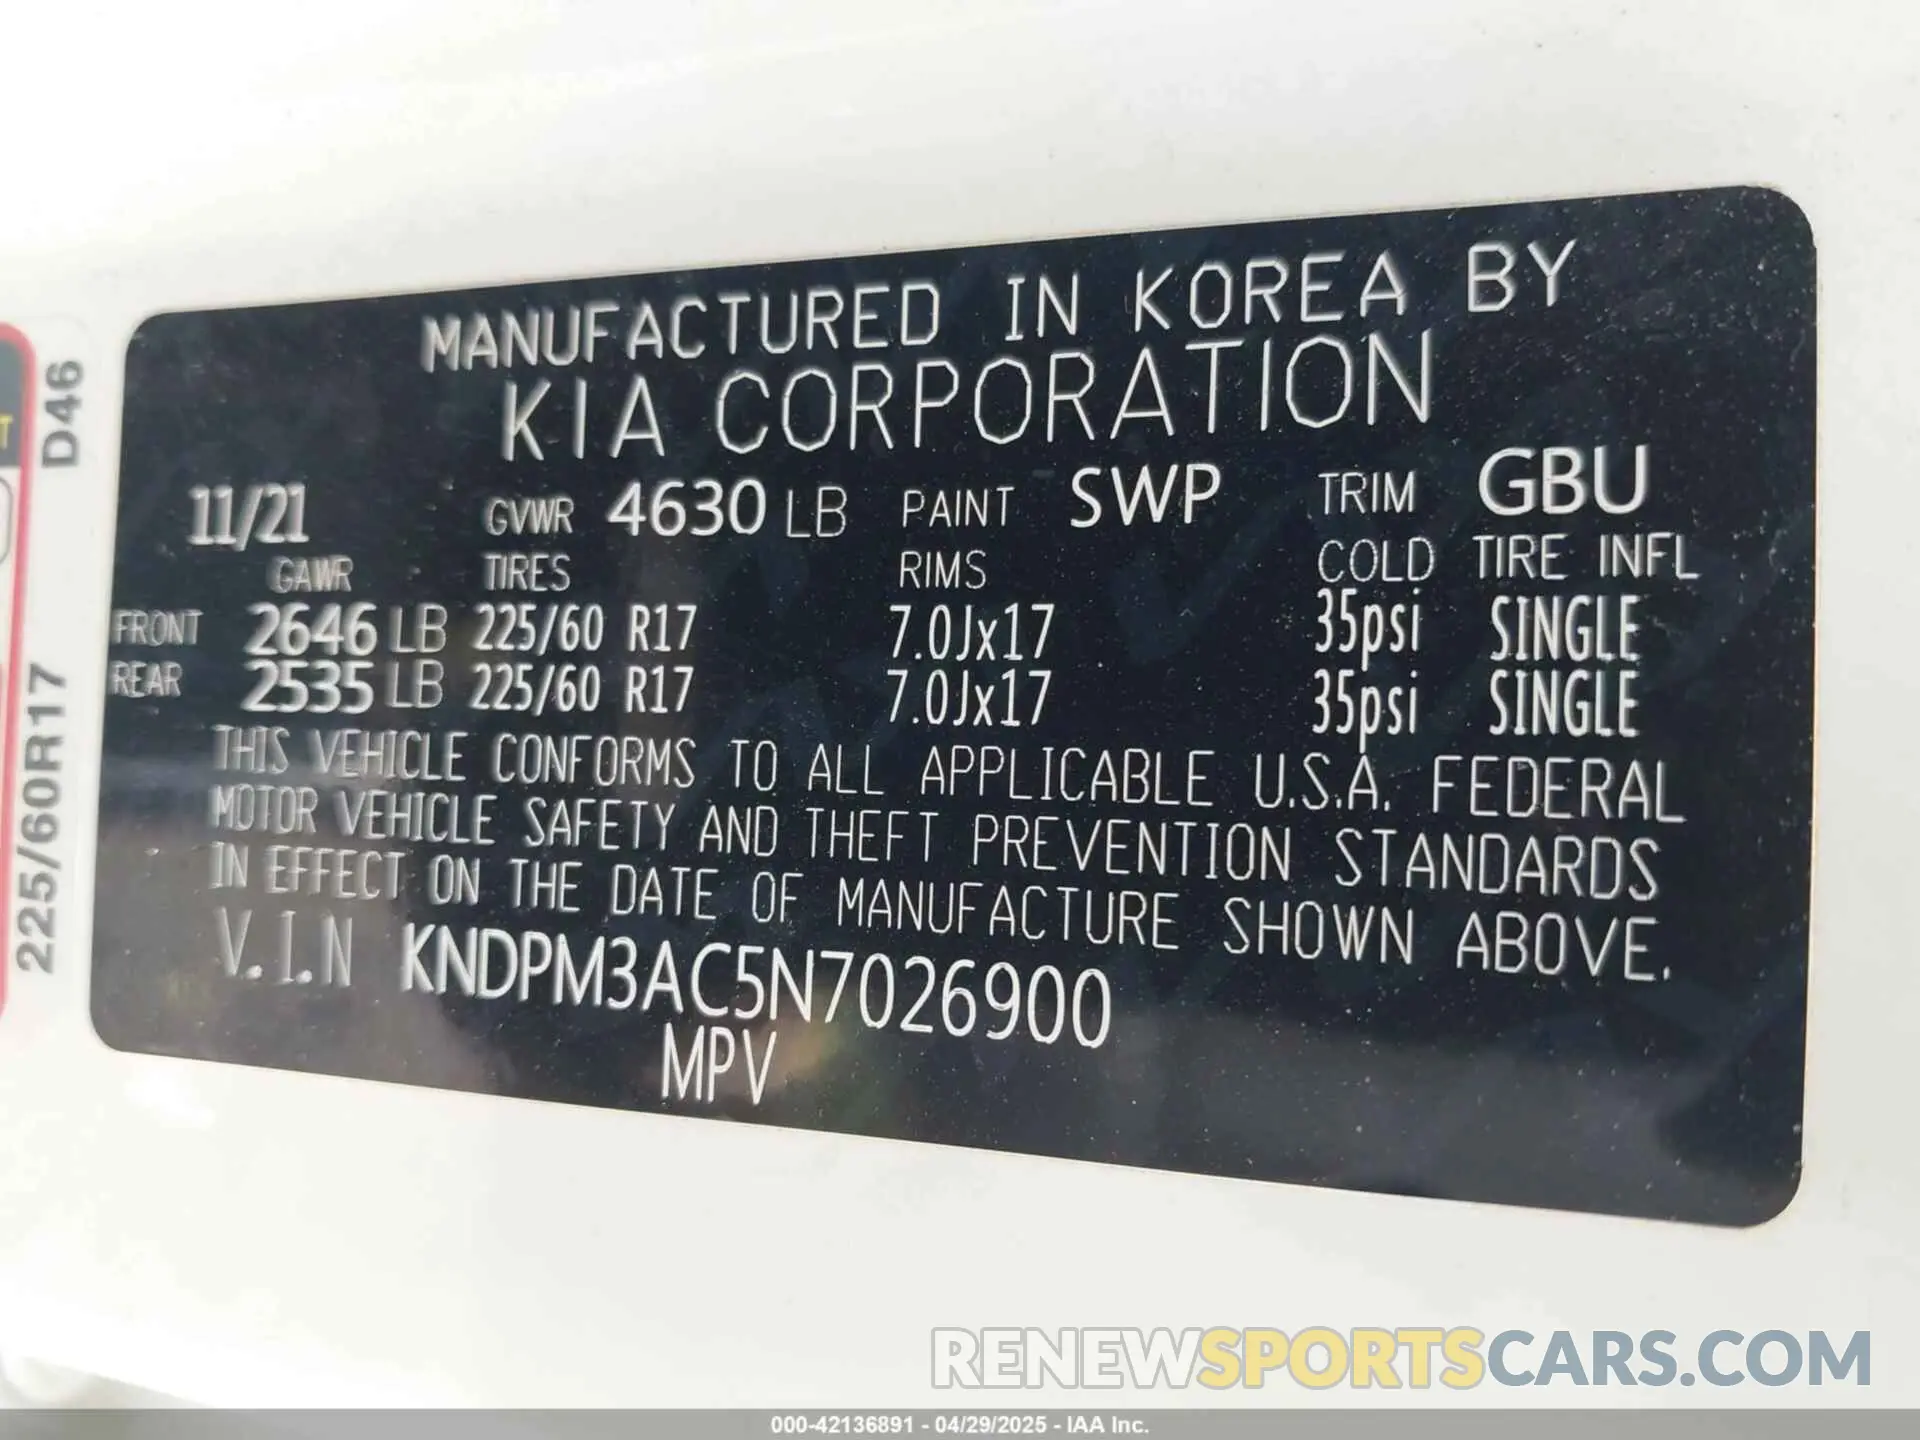 MANUFACTURED IN KOREA BY
KIA CORPORATION
11/21 GVWR 4630 LB PAINT SWP TRIM GBU
GAWR TIRES RIMS COLD TIRE INFL
FRONT 2646 LB 225/60 R17 7.0Jx17 35psi SINGLE
REAR 2535 LB 225/60 R17 7.0Jx17 35psi SINGLE
THIS VEHICLE CONFORMS TO ALL APPLICABLE U.S.A. FEDERAL
MOTOR VEHICLE SAFETY AND THEFT PREVENTION STANDARDS
IN EFFECT ON THE DATE OF MANUFACTURE SHOWN ABOVE.
V.I.N KNDPM3AC5N7026900
MPV
D46
225/60R17
T
RENEWSPORTSCARS.COM
000-42136891 - 04/29/2025 - IAA Inc.